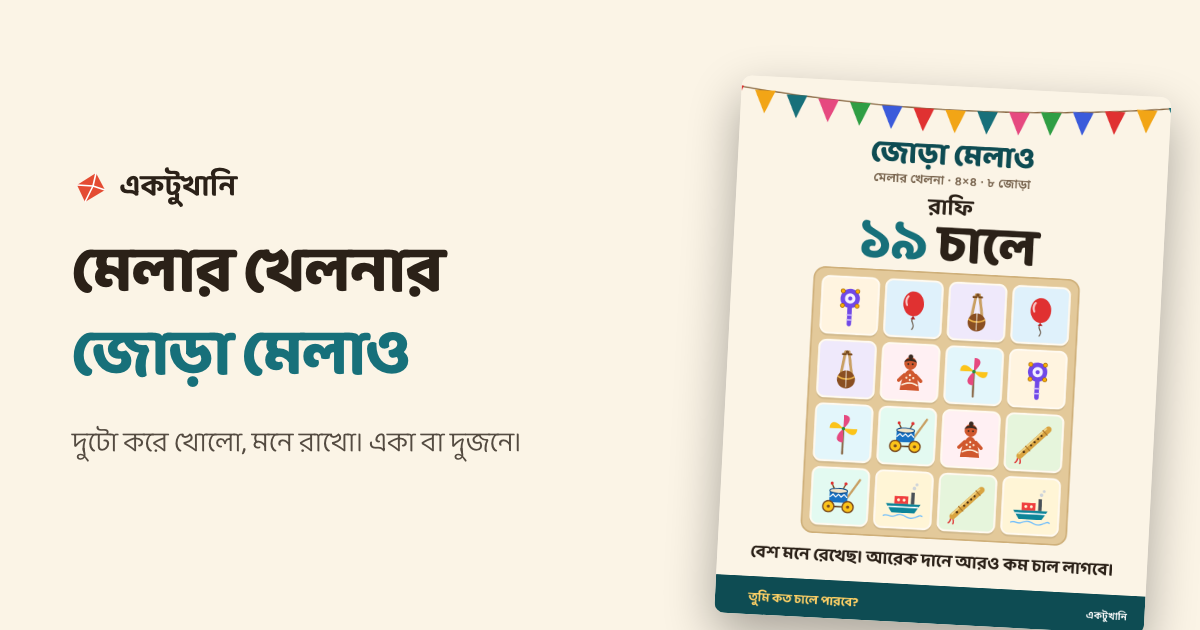 একটুখানি
মেলার খেলনার
জোড়া মেলাও
দুটো করে খোলো, মনে রাখো। একা বা দুজনে।
জোড়া মেলাও
মেলার খেলনা · ৪×৪ · ৮ জোড়া
রাফি
১৯ চালে
বেশ মনে রেখেছ। আরেক দানে আরও কম চাল লাগবে।
তুমি কত চালে পারবে?
একটুখানি